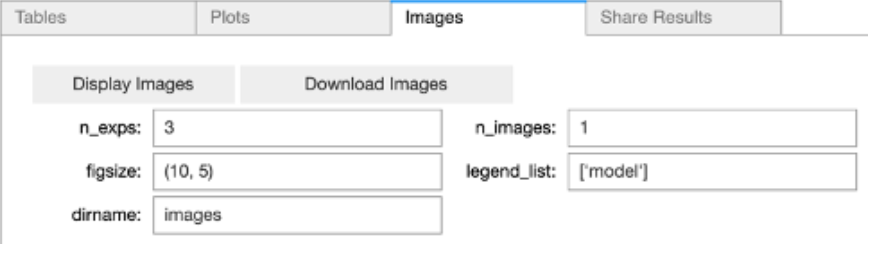 Tables Plots Images Share Results
Display Images Download Images
n_exps: 3 n_images: 1
figsize: (10, 5) legend_list: ['model']
dirname: images